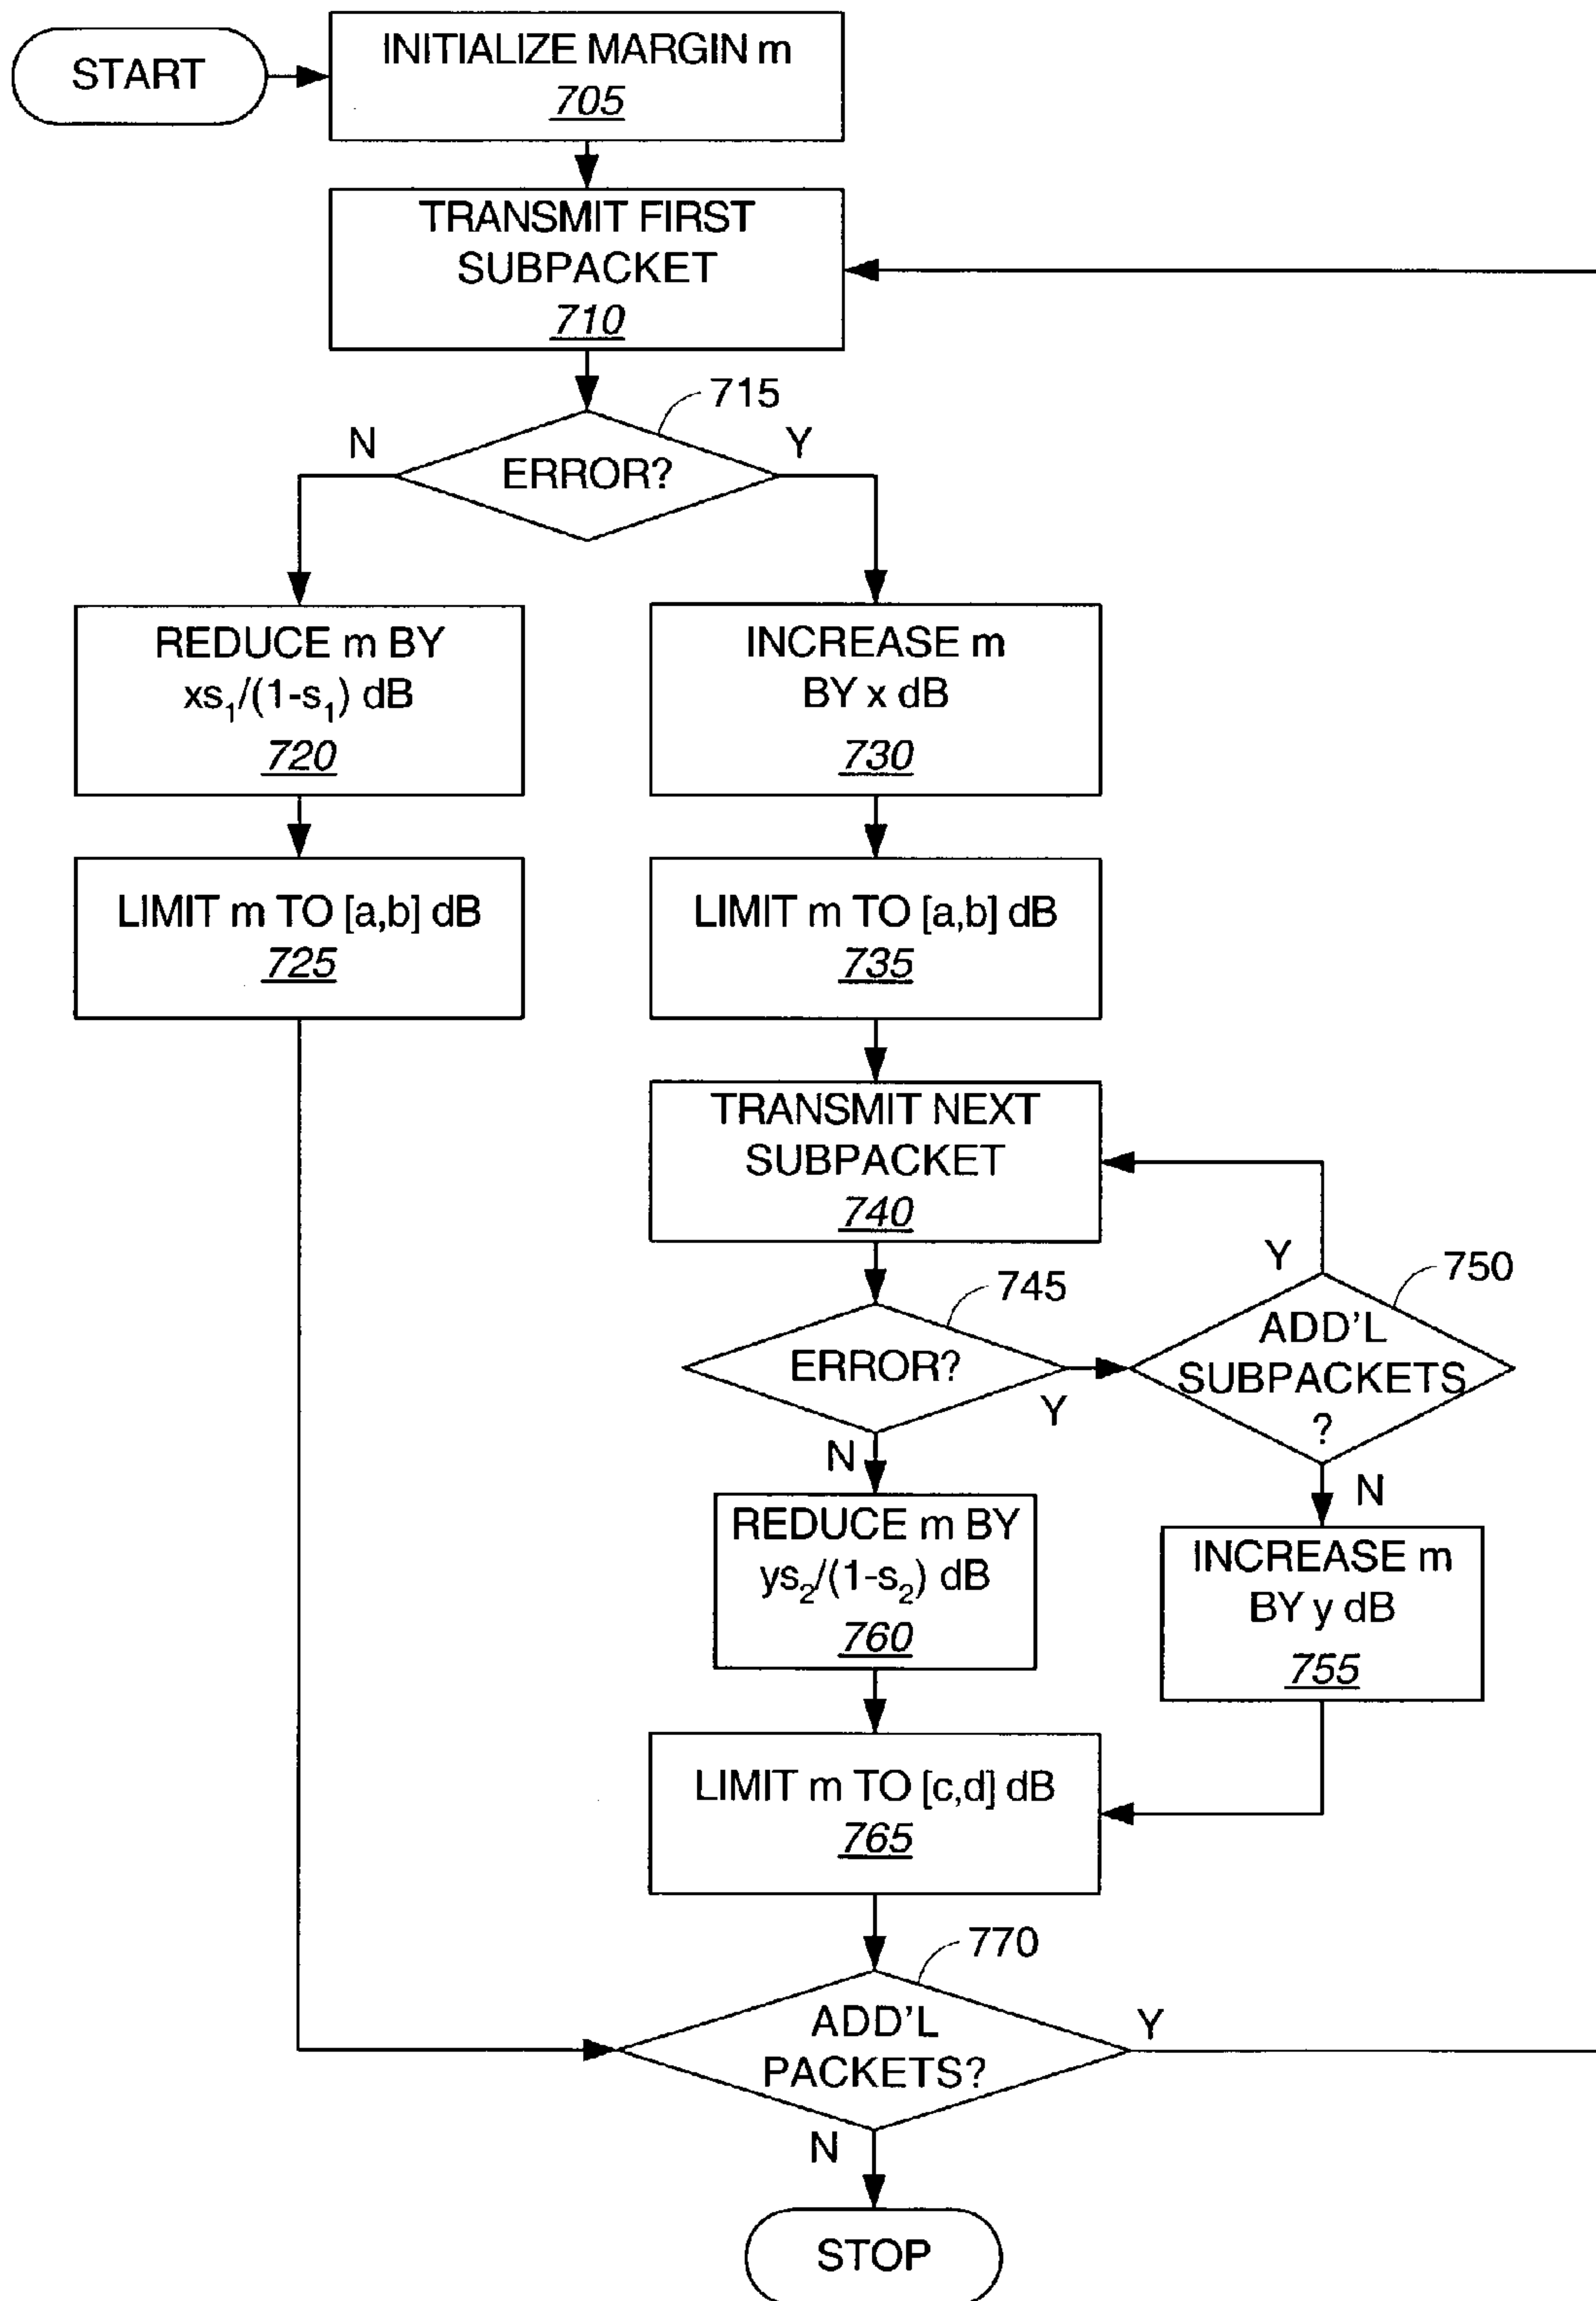 START
INITIALIZE MARGIN m
705
TRANSMIT FIRST
SUBPACKET
710
715
N
Y
ERROR?
REDUCE m BY
xs₁/(1-s₁) dB
720
INCREASE m
BY x dB
730
LIMIT m TO [a,b] dB
725
LIMIT m TO [a,b] dB
735
TRANSMIT NEXT
SUBPACKET
740
745
ERROR?
Y
N
Y
750
ADD'L
SUBPACKETS
?
N
REDUCE m BY
ys₂/(1-s₂) dB
760
INCREASE m
BY y dB
755
LIMIT m TO [c,d] dB
765
770
ADD'L
PACKETS?
Y
N
STOP